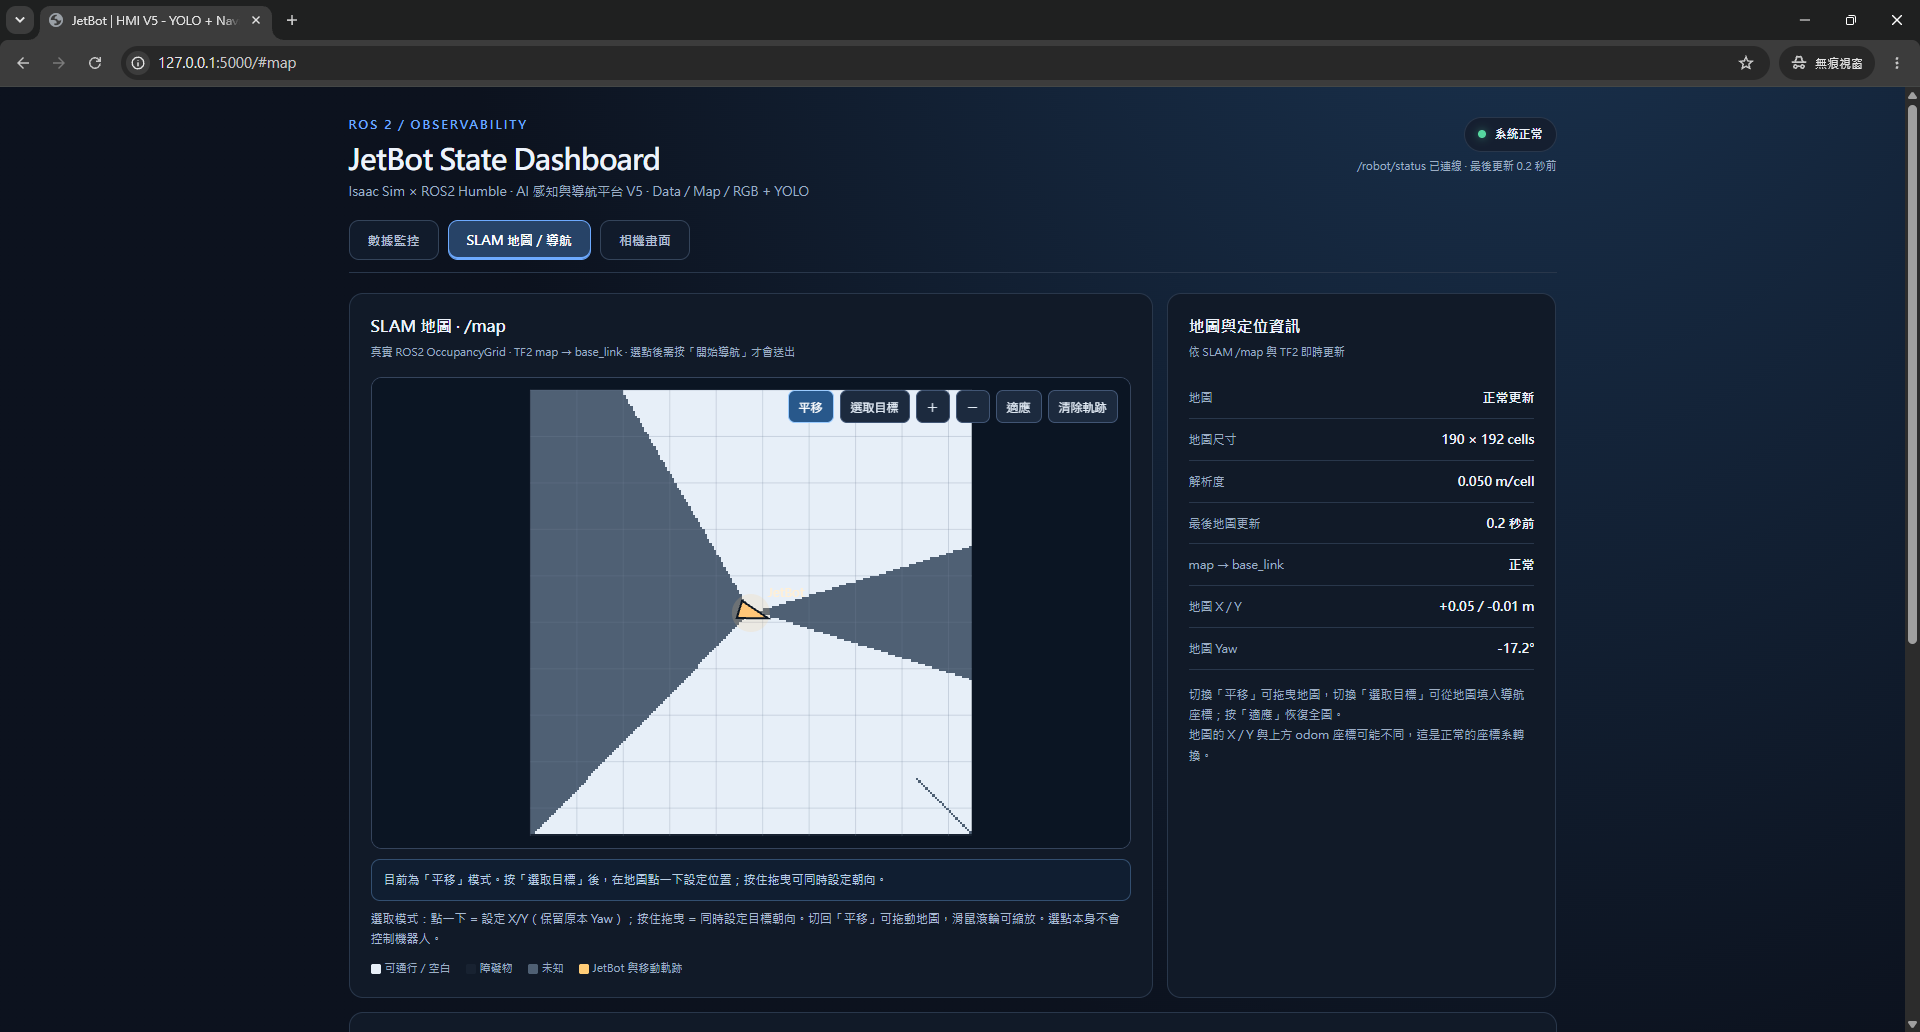 JetBot | HMI V5 - YOLO + Nav
127.0.0.1:5000/#map
無痕視窗
ROS 2 / OBSERVABILITY
JetBot State Dashboard
Isaac Sim × ROS2 Humble · AI 感知與導航平台 V5 · Data / Map / RGB + YOLO
系統正常
/robot/status 已連線 · 最後更新 0.2 秒前
數據監控
SLAM 地圖 / 導航
相機畫面
SLAM 地圖 · /map
真實 ROS2 OccupancyGrid · TF2 map → base_link · 選點後需按「開始導航」才會送出
平移
選取目標
+
−
適應
清除軌跡
目前為「平移」模式。按「選取目標」後，在地圖點一下設定位置；按住拖曳可同時設定朝向。
選取模式：點一下 = 設定 X/Y（保留原本 Yaw）；按住拖曳 = 同時設定目標朝向。切回「平移」可拖動地圖，滑鼠滾輪可縮放。選點本身不會
控制機器人。
可通行 / 空白
障礙物
未知
JetBot 與移動軌跡
地圖與定位資訊
依 SLAM /map 與 TF2 即時更新
地圖 正常更新
地圖尺寸 190 × 192 cells
解析度 0.050 m/cell
最後地圖更新 0.2 秒前
map → base_link 正常
地圖 X / Y +0.05 / -0.01 m
地圖 Yaw -17.2°
切換「平移」可拖曳地圖，切換「選取目標」可從地圖填入導航
座標；按「適應」恢復全圖。
地圖的 X / Y 與上方 odom 座標可能不同，這是正常的座標系轉
換。